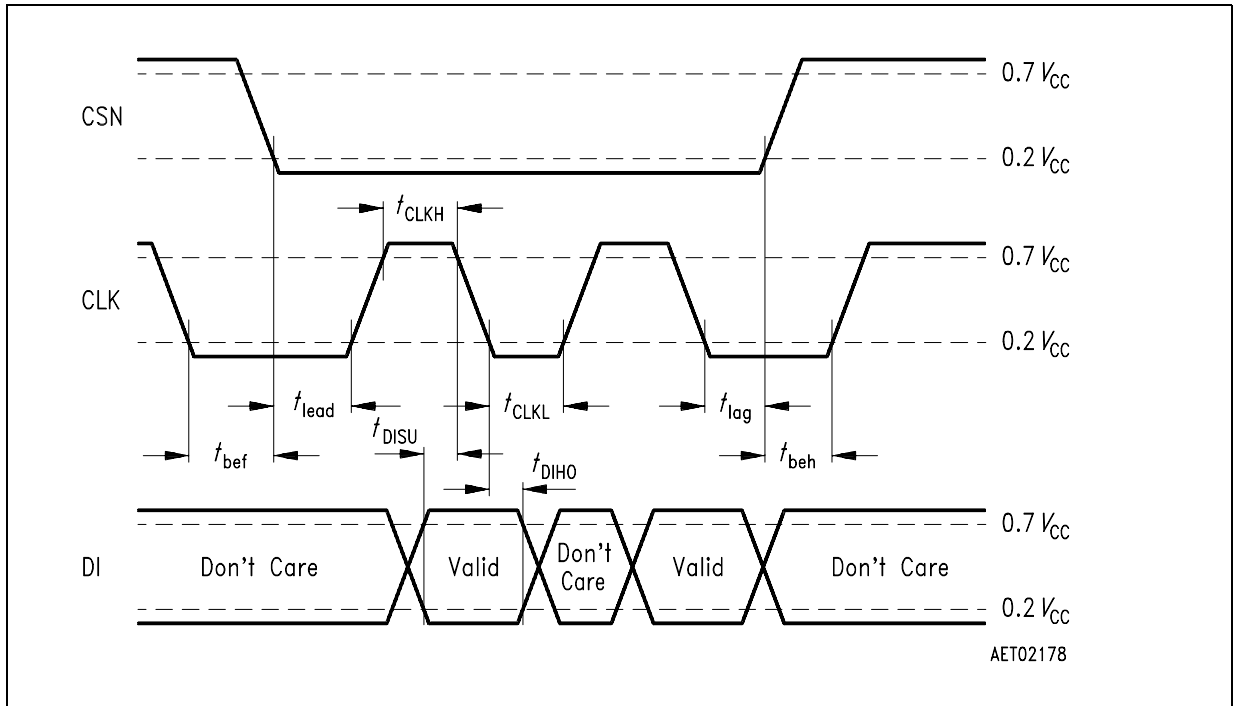 0.7 VCC
CSN
0.2 VCC
tCLKH
0.7 VCC
CLK
0.2 VCC
tlead
tCLKL
tlag
tDISU
tbef
tbeh
tDIHO
0.7 VCC
DI
Don't Care
Valid
Don't
Care
Valid
Don't Care
0.2 VCC
AET02178